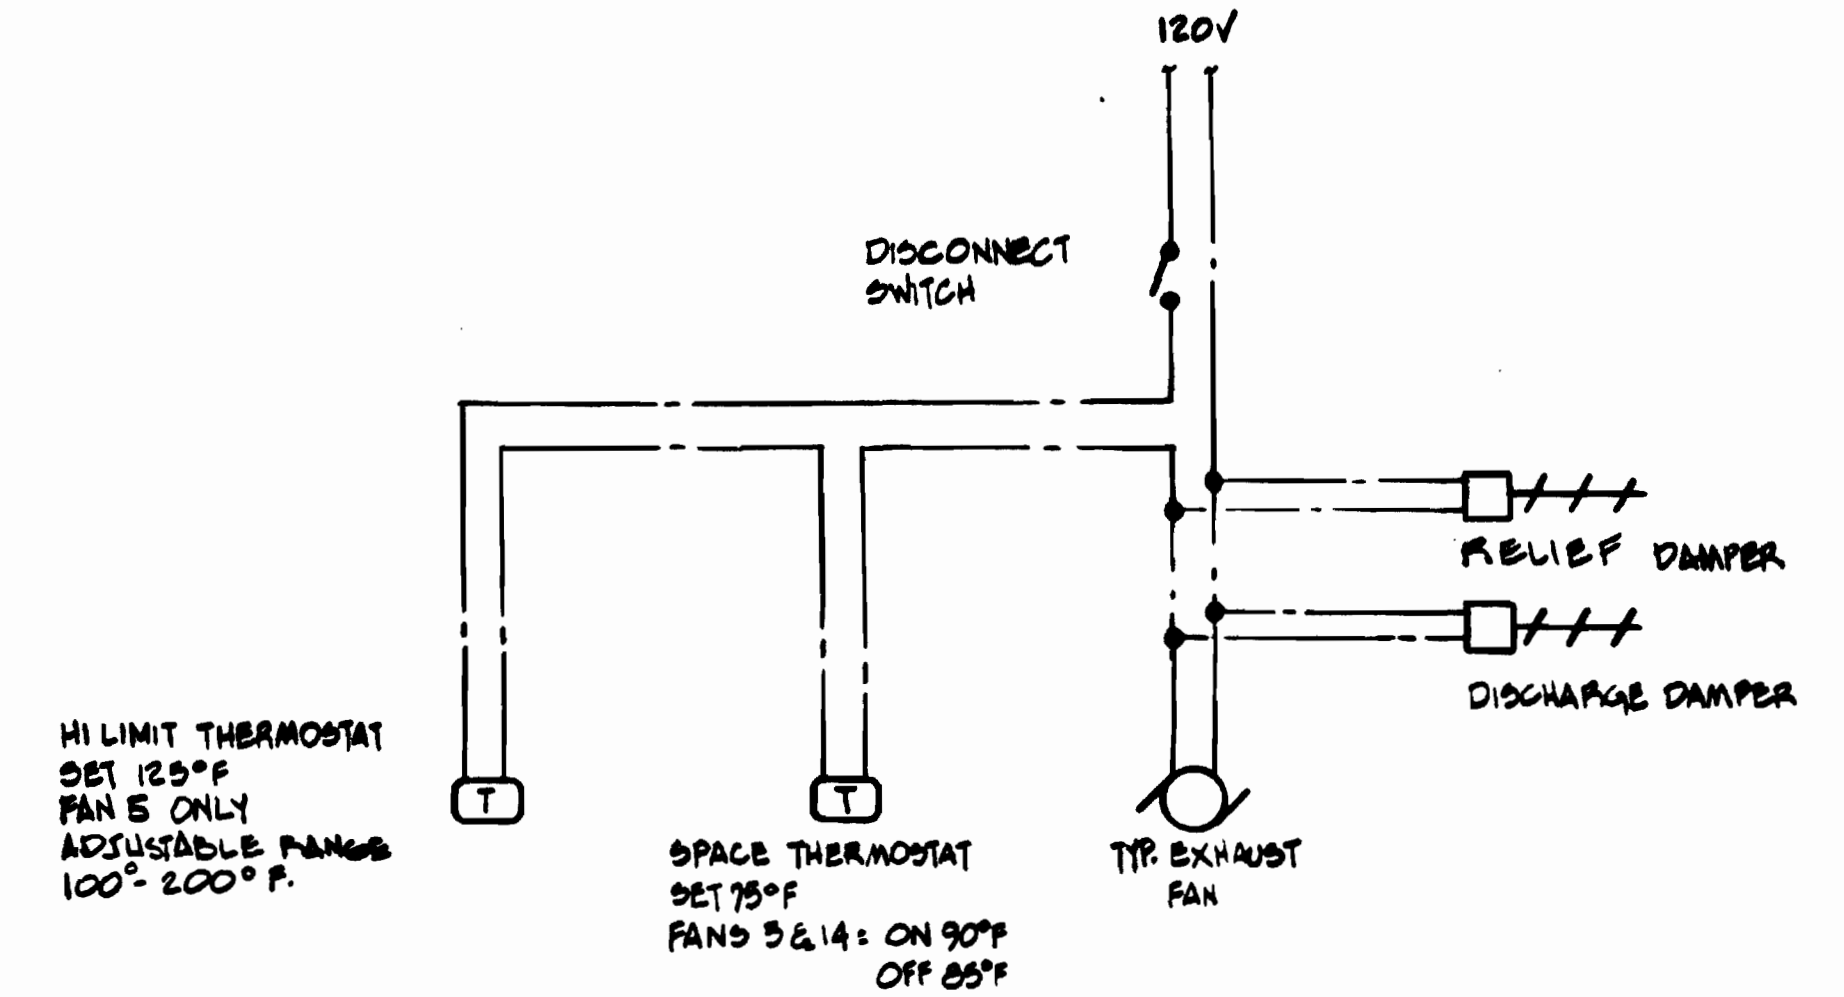 120V
DISCONNECT
SWITCH
RELIEF DAMPER
DISCHARGE DAMPER
HI LIMIT THERMOSTAT
SET 125°F
FAN 5 ONLY
ADJUSTABLE RANGE
100°- 200° F.
T
T
SPACE THERMOSTAT
SET 75°F
FANS 3 & 14: ON 90°F
OFF 85°F
TYP. EXHAUST
FAN